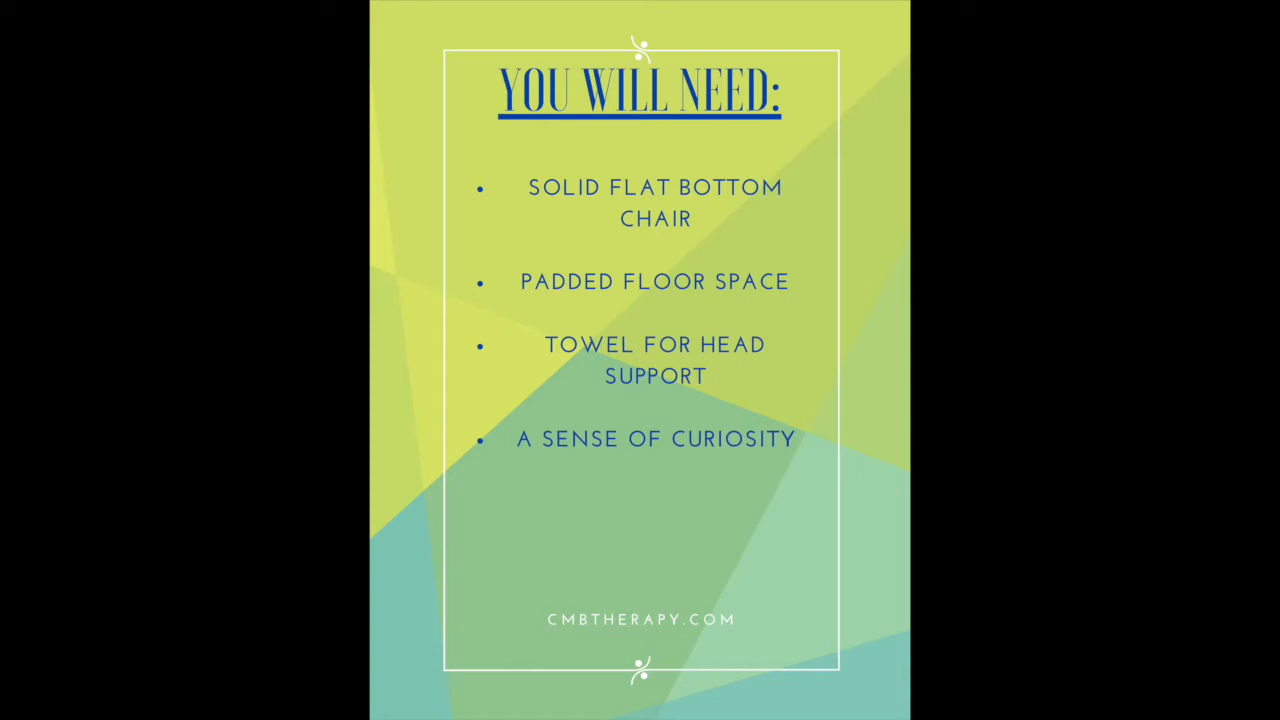 YOU WILL NEED:
• SOLID FLAT BOTTOM
CHAIR
• PADDED FLOOR SPACE
• TOWEL FOR HEAD
SUPPORT
• A SENSE OF CURIOSITY
CMBTHERAPY.COM